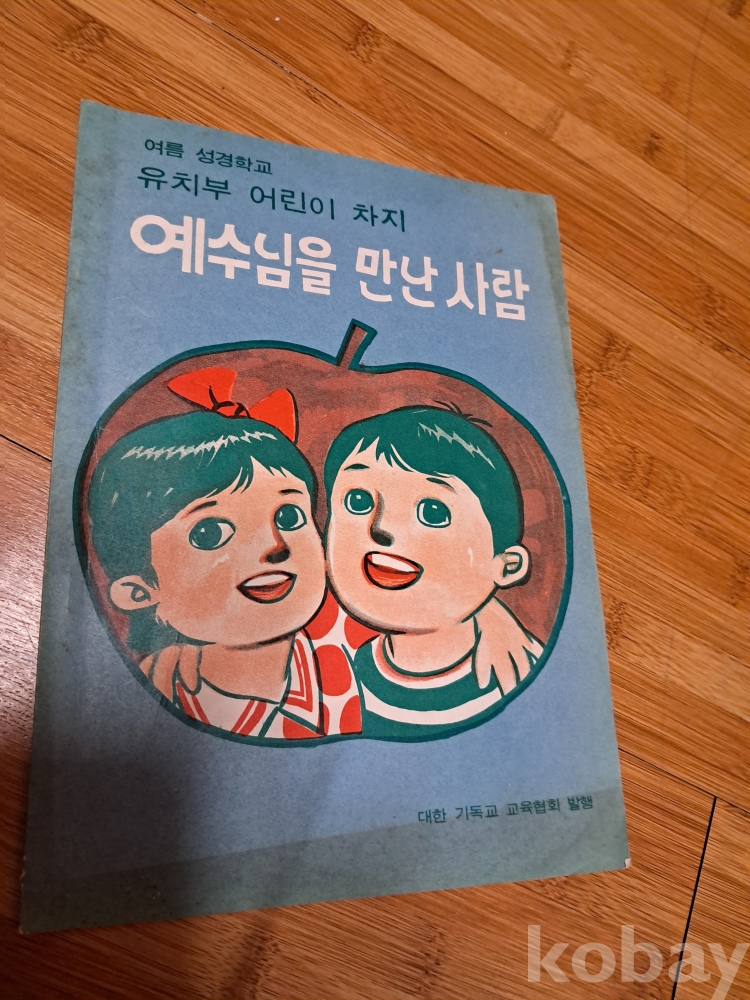 여름 성경학교
유치부 어린이 차지
예수님을 만난 사람
대한 기독교 교육협회 발행
kobay